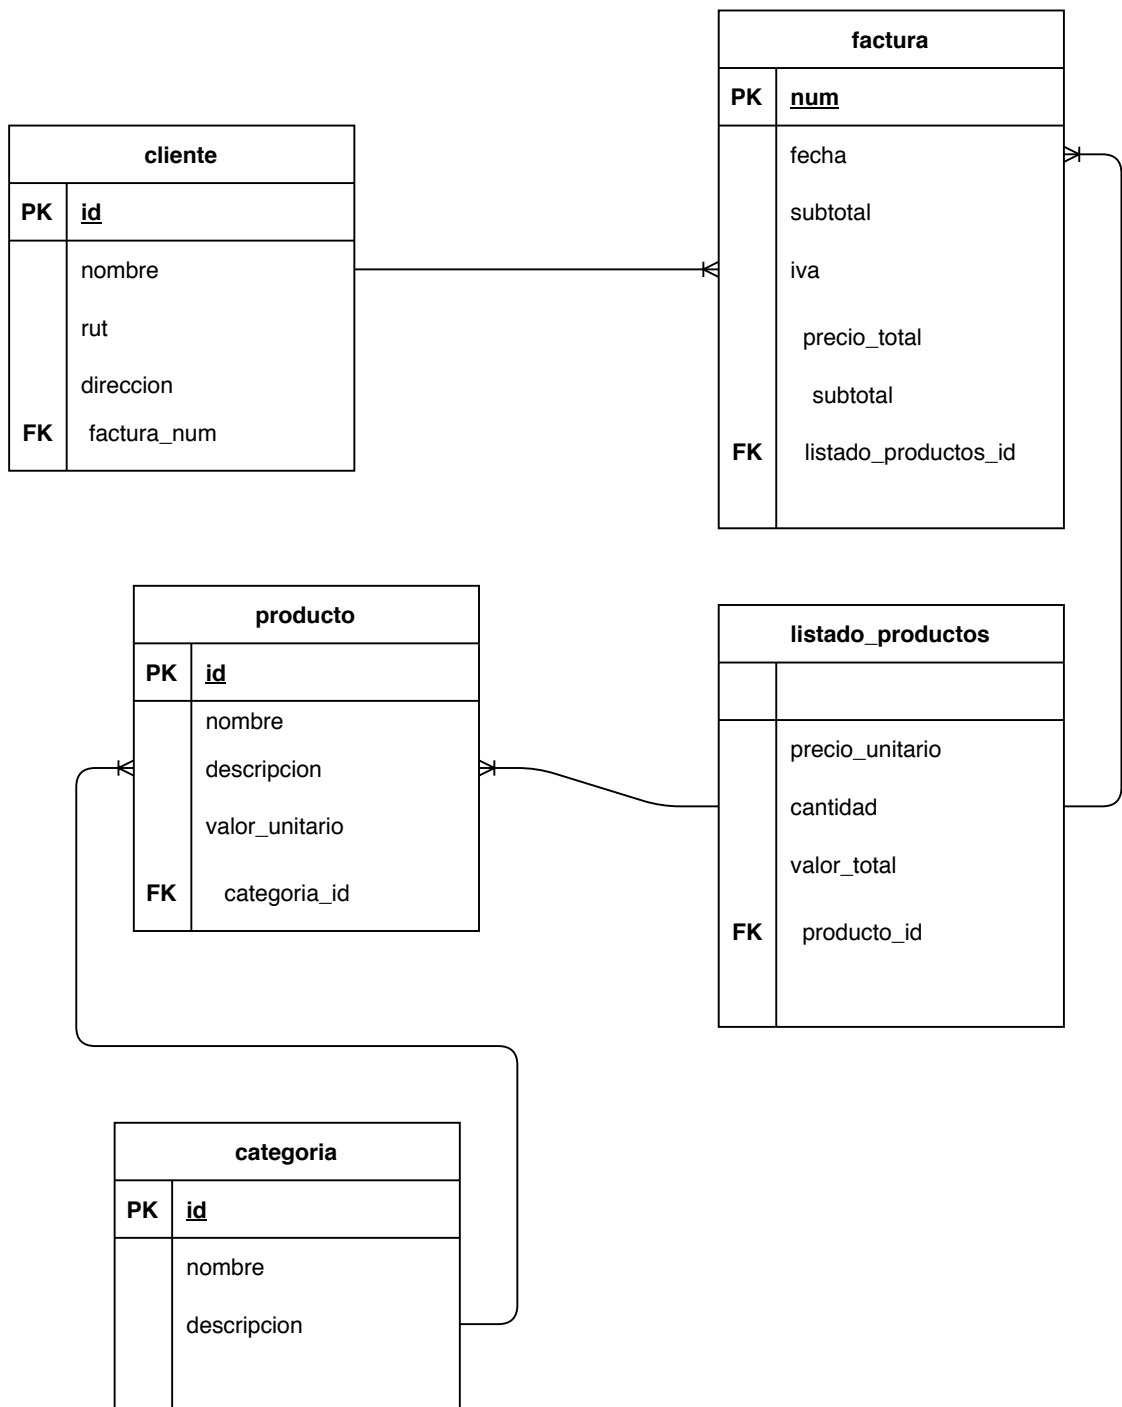 factura
PK num
fecha
subtotal
iva
precio_total
subtotal
FK listado_productos_id
cliente
PK id
nombre
rut
direccion
FK factura_num
producto
PK id
nombre
descripcion
valor_unitario
FK categoria_id
listado_productos
precio_unitario
cantidad
valor_total
FK producto_id
categoria
PK id
nombre
descripcion